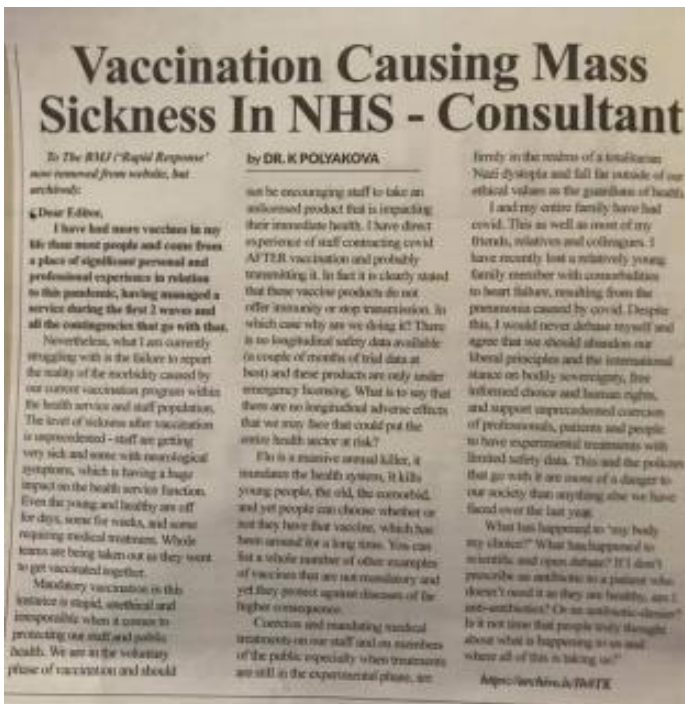 Vaccination Causing Mass
Sickness In NHS - Consultant
To The BMJ ("Rapid Response'
now removed from website, but
archived):
Dear Editor,
I have had more vaccines in my
life than most people and come from
a place of significant personal and
professional experience in relation
to this pandemic, having managed a
service during the first 2 waves and
all the contingencies that go with that.
Nevertheless, what I am currently
struggling with is the failure to report
the reality of the morbidity caused by
our current vaccination program within
the health service and staff population.
The level of sickness after vaccination
is unprecedented - staff are getting
very sick and some with neurological
symptoms, which is having a huge
impact on the health service function.
Even the young and healthy are off
for days, some for weeks, and some
requiring medical treatment. Whole
teams are being taken out as they went
to get vaccinated together.
Mandatory vaccination in this
instance is stupid, unethical and
irresponsible when it comes to
protecting our staff and public
health. We are in the voluntary
phase of vaccination and should
by DR. K POLYAKOVA
not be encouraging staff to take an
unlicensed product that is impacting
their immediate health. I have direct
experience of staff contracting covid
AFTER vaccination and probably
transmitting it. In fact it is clearly stated
that these vaccine products do not
offer immunity or stop transmission. In
which case why are we doing it? There
is no longitudinal safety data available
(a couple of months of trial data at
best) and these products are only under
emergency licensing. What is to say that
there are no longitudinal adverse effects
that we may face that could put the
entire health sector at risk?
Flu is a massive annual killer, it
inundates the health system, it kills
young people, the old, the comorbid,
and yet people can choose whether or
not they have that vaccine, which has
been around for a long time. You can
list a whole number of other examples
of vaccines that are not mandatory and
yet they protect against diseases of far
higher consequence.
Coercion and mandating medical
treatments on our staff and on members
of the public especially when treatments
are still in the experimental phase, are
firmly in the realms of a totalitarian
Nazi dystopia and fall far outside of our
ethical values as the guardians of health.
I and my entire family have had
covid. This as well as most of my
friends, relatives and colleagues. I
have recently lost a relatively young
family member with comorbidities
to heart failure, resulting from the
pneumonia caused by covid. Despite
this, I would never debase myself and
agree that we should abandon our
liberal principles and the international
stance on bodily sovereignty, free
informed choice and human rights,
and support unprecedented coercion
of professionals, patients and people
to have experimental treatments with
limited safety data. This and the policies
that go with it are more of a danger to
our society than anything else we have
faced over the last year.
What has happened to "my body
my choice?" What has happened to
scientific and open debate? If I don't
prescribe an antibiotic to a patient who
doesn't need it as they are healthy, am I
anti-antibiotics? Or an antibiotic-denier?
Is it not time that people truly thought
about what is happening to us and
where all of this is taking us?"